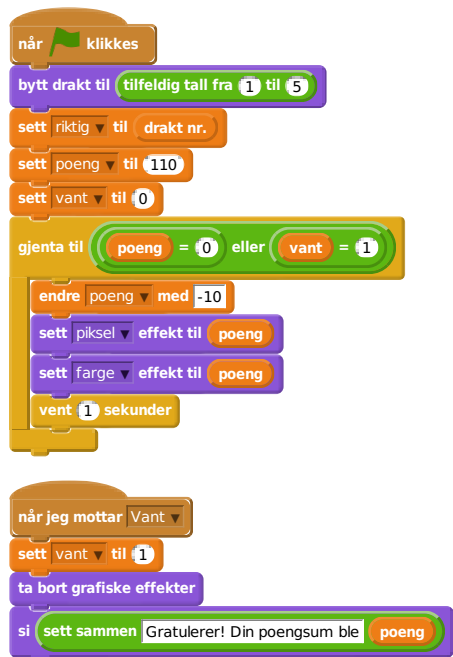 når klikkes
bytt drakt til tilfeldig tall fra 1 til 5
sett riktig ▼ til drakt nr.
sett poeng ▼ til 110
sett vant ▼ til 0
gjenta til poeng = 0 eller vant = 1
endre poeng ▼ med -10
sett piksel ▼ effekt til poeng
sett farge ▼ effekt til poeng
vent 1 sekunder
når jeg mottar Vant ▼
sett vant ▼ til 1
ta bort grafiske effekter
si sett sammen Gratulerer! Din poengsum ble poeng